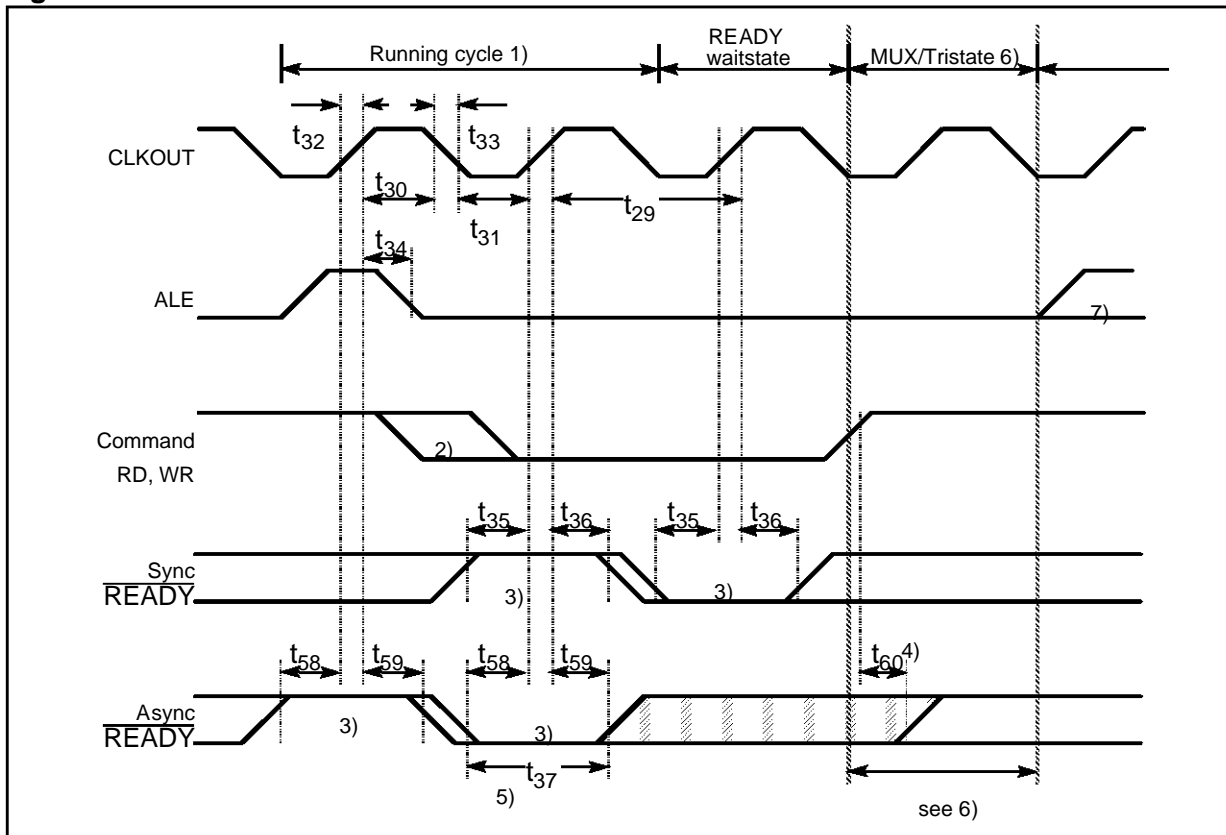 Running cycle 1)
READY
waitstate
MUX/Tristate 6)
t32
t33
CLKOUT
t30
t31
t29
t34
ALE
7)
Command
RD, WR
2)
t35
t36
t35
t36
Sync
READY
3)
3)
t58
t59
t58
t59
t60 4)
Async
READY
3)
3)
t37
5)
see 6)